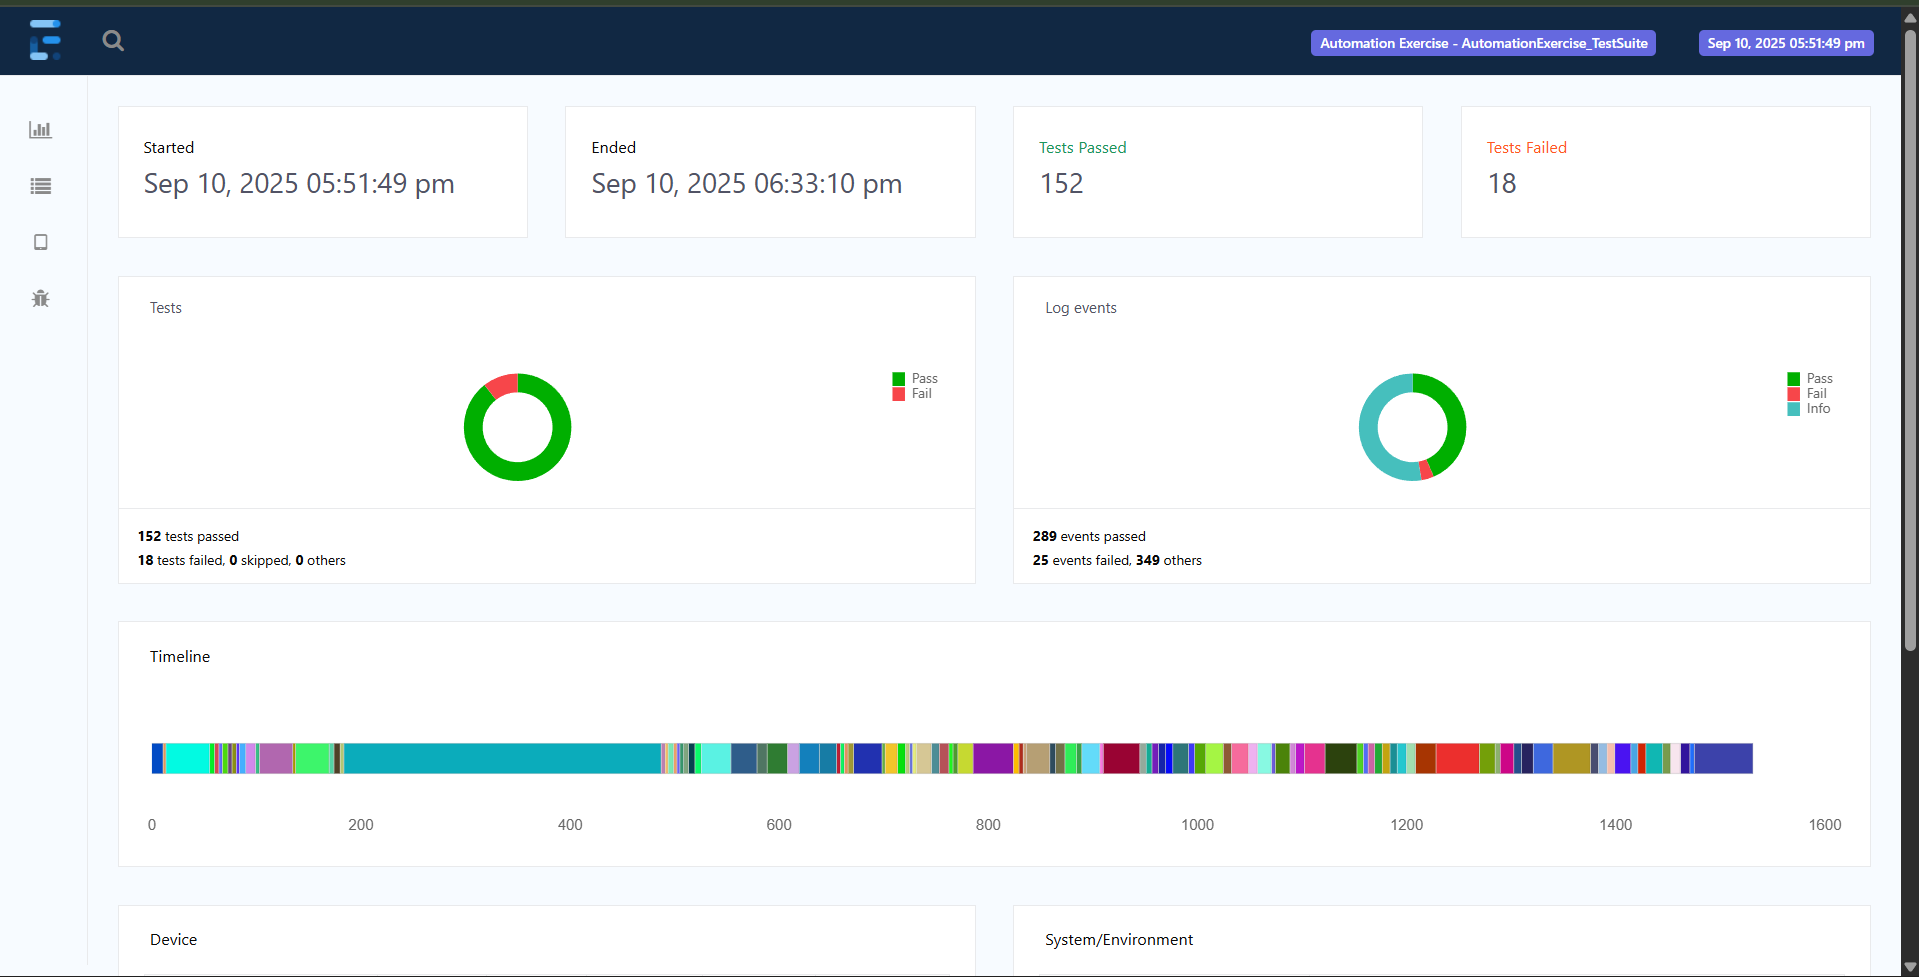 Automation Exercise - AutomationExercise_TestSuite
Sep 10, 2025 05:51:49 pm
Started
Sep 10, 2025 05:51:49 pm
Ended
Sep 10, 2025 06:33:10 pm
Tests Passed
152
Tests Failed
18
Tests
Pass
Fail
152 tests passed
18 tests failed, 0 skipped, 0 others
Log events
Pass
Fail
Info
289 events passed
25 events failed, 349 others
Timeline
0 200 400 600 800 1000 1200 1400 1600
Device
System/Environment